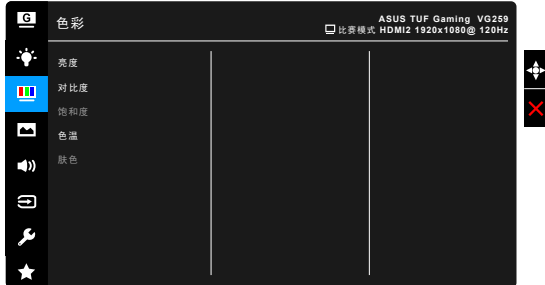 G
色彩
ASUS TUF Gaming VG259
比赛模式 HDMI2 1920x1080@ 120Hz
亮度
对比度
饱和度
色温
肤色